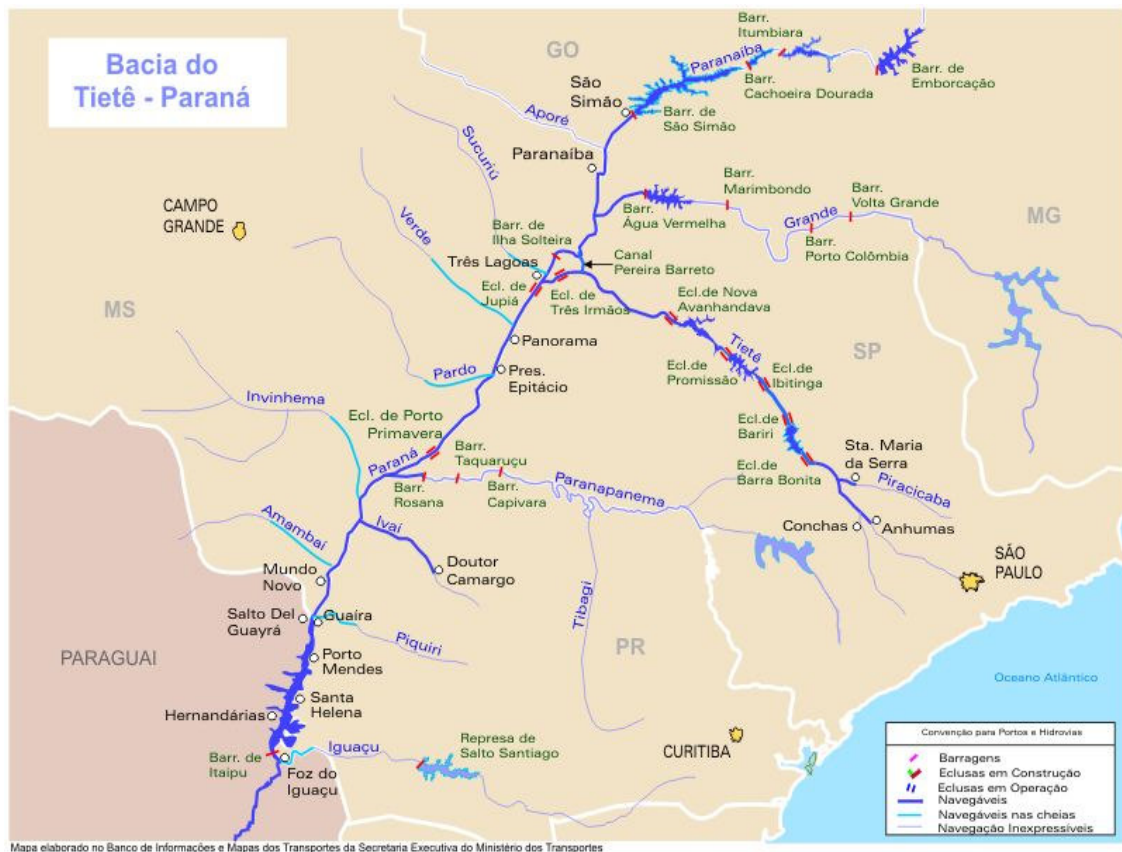 Bacia do
Tietê - Paraná
GO
Barr.
Itumbiara
Paranaíba
São
Simão
Barr.
Cachoeira Dourada
Barr. de
Emborcação
Barr. de
São Simão
Aporé
Sucuriú
Paranaíba
CAMPO
GRANDE
Verde
Barr. de
Ilha Solteira
Barr.
Água Vermelha
Barr.
Marimbondo
Barr.
Volta Grande
Grande
Barr.
Porto Colômbia
MG
Canal
Pereira Barreto
Três Lagoas
Ecl. de
Jupiá
Ecl. de
Três Irmãos
Ecl.de Nova
Avanhandava
MS
Tietê
SP
Panorama
Pardo
Pres.
Epitácio
Ecl.de
Promissão
Ecl.de
Ibitinga
Invinhema
Ecl. de Porto
Primavera
Ecl.de
Bariri
Sta. Maria
da Serra
Paraná
Barr.
Taquaruçu
Ecl.de
Barra Bonita
Piracicaba
Barr.
Rosana
Barr.
Capivara
Paranapanema
Conchas
Anhumas
Amambaí
Ivaí
Doutor
Camargo
SÃO
PAULO
Mundo
Novo
Tibagi
Salto Del
Guayrá
Guaíra
Piquiri
PR
PARAGUAI
Porto
Mendes
Oceano Atlântico
Santa
Helena
Hernandárias
Iguaçu
Represa de
Salto Santiago
CURITIBA
Barr. de
Itaipu
Foz do
Iguaçu
Convenção para Portos e Hidrovias
Barragens
Eclusas em Construção
Eclusas em Operação
Navegáveis
Navegáveis nas cheias
Navegação Inexpressíveis
Mapa elaborado no Banco de Informações e Mapas dos Transportes da Secretaria Executiva do Ministério dos Transportes